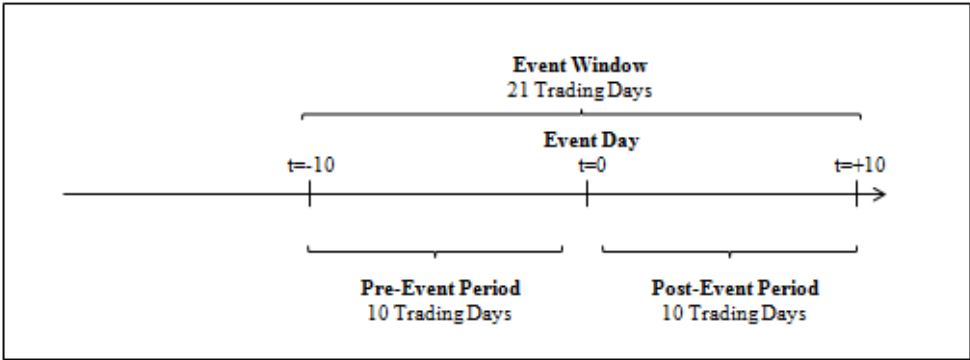 Event Window
21 Trading Days
Event Day
t=-10
t=0
t=+10
Pre-Event Period
10 Trading Days
Post-Event Period
10 Trading Days